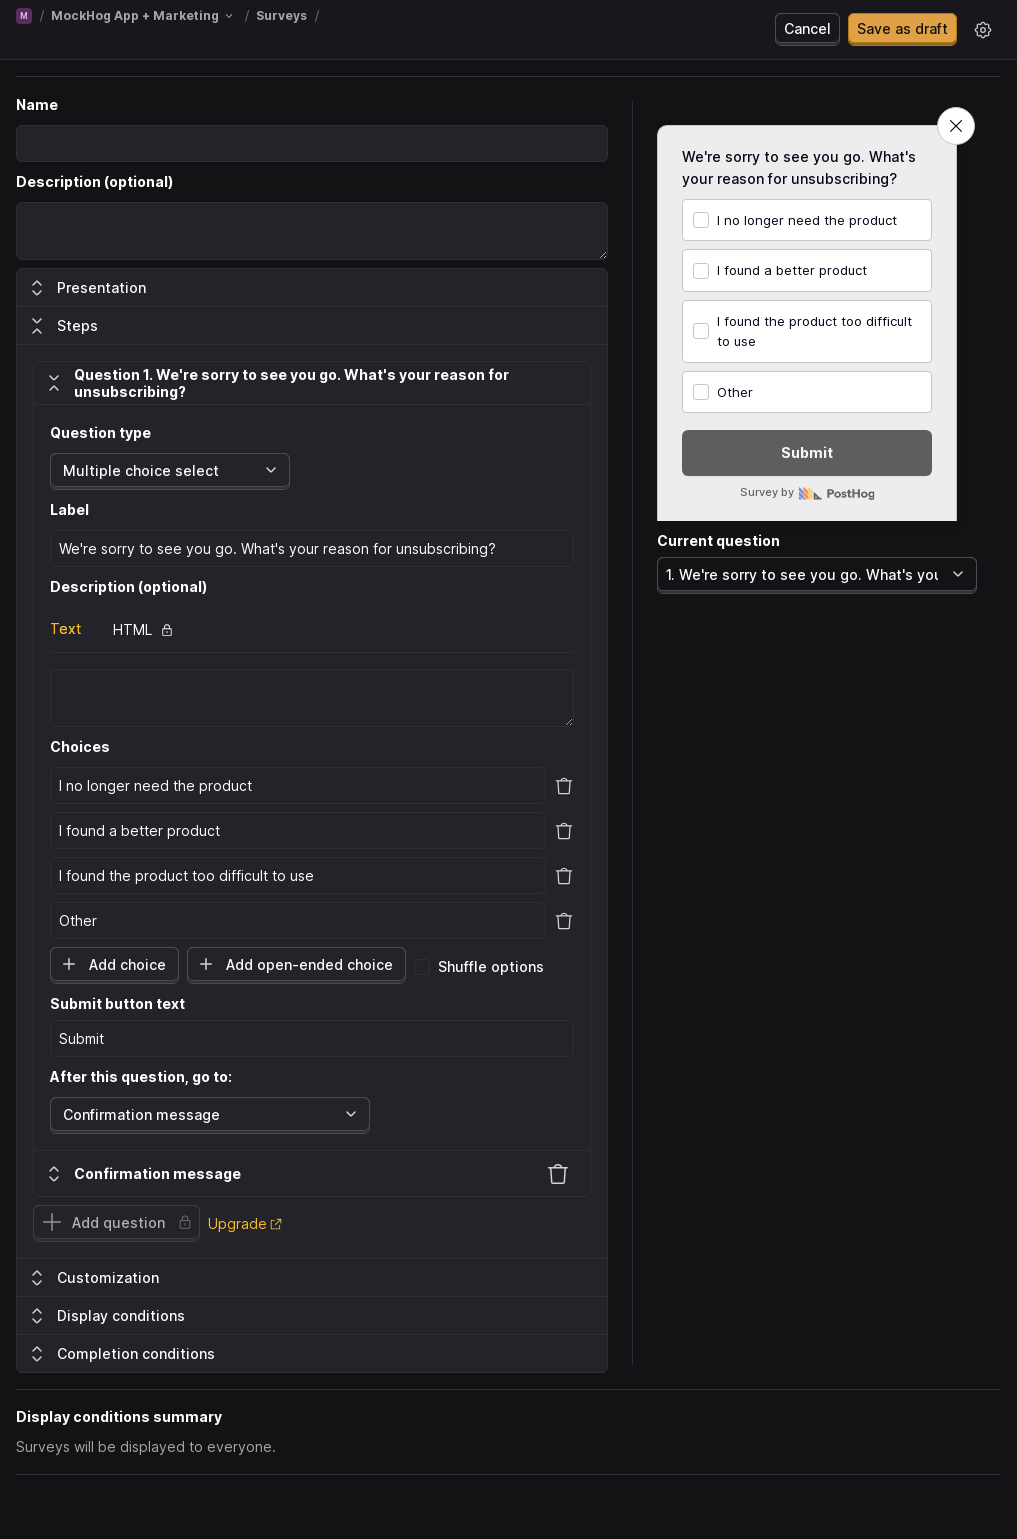 M / MockHog App + Marketing / Surveys /
Cancel
Save as draft
Name
Description (optional)
Presentation
Steps
Question 1. We're sorry to see you go. What's your reason for
unsubscribing?
Question type
Multiple choice select
Label
We're sorry to see you go. What's your reason for unsubscribing?
Description (optional)
Text
HTML
Choices
I no longer need the product
I found a better product
I found the product too difficult to use
Other
Add choice
Add open-ended choice
Shuffle options
Submit button text
Submit
After this question, go to:
Confirmation message
Confirmation message
Add question
Upgrade
Customization
Display conditions
Completion conditions
We're sorry to see you go. What's
your reason for unsubscribing?
I no longer need the product
I found a better product
I found the product too difficult
to use
Other
Submit
Survey by PostHog
Current question
1. We're sorry to see you go. What's you
Display conditions summary
Surveys will be displayed to everyone.